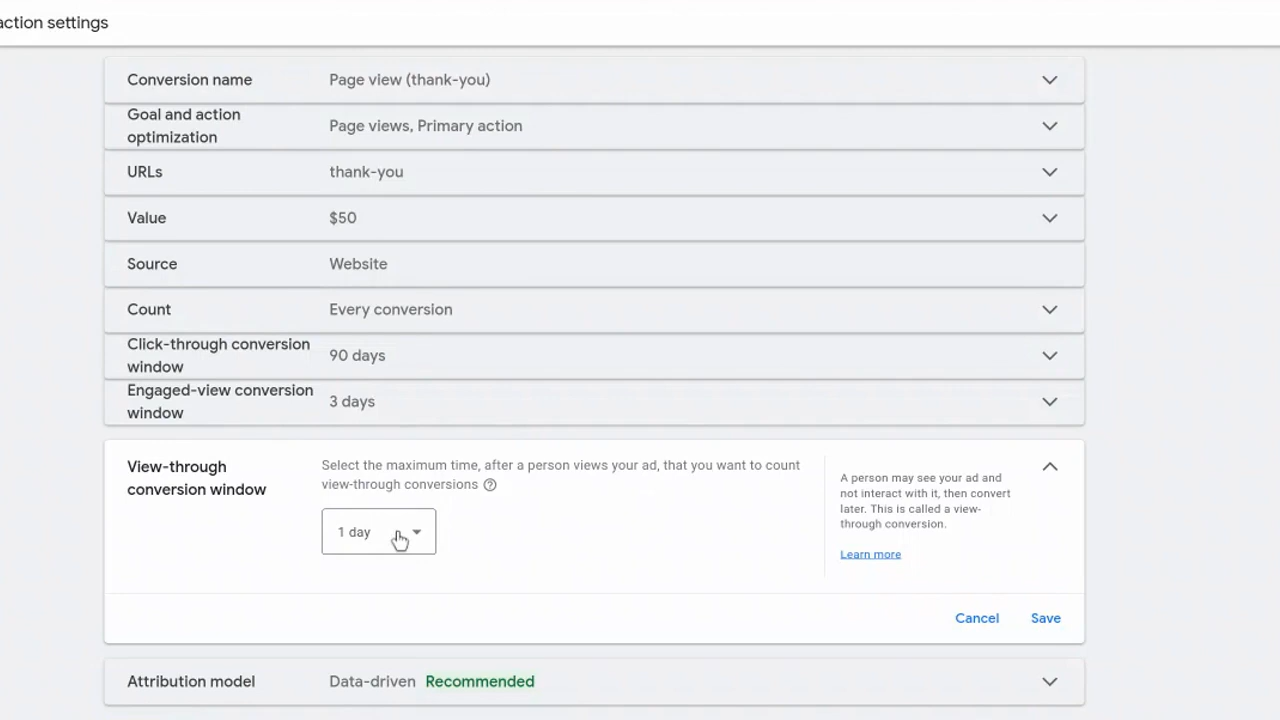 action settings
Conversion name Page view (thank-you)
Goal and action
optimization
Page views, Primary action
URLs thank-you
Value $50
Source Website
Count Every conversion
Click-through conversion
window
90 days
Engaged-view conversion
window
3 days
View-through
conversion window
Select the maximum time, after a person views your ad, that you want to count
view-through conversions
1 day
A person may see your ad and
not interact with it, then convert
later. This is called a view-
through conversion.
Learn more
Cancel Save
Attribution model Data-driven Recommended